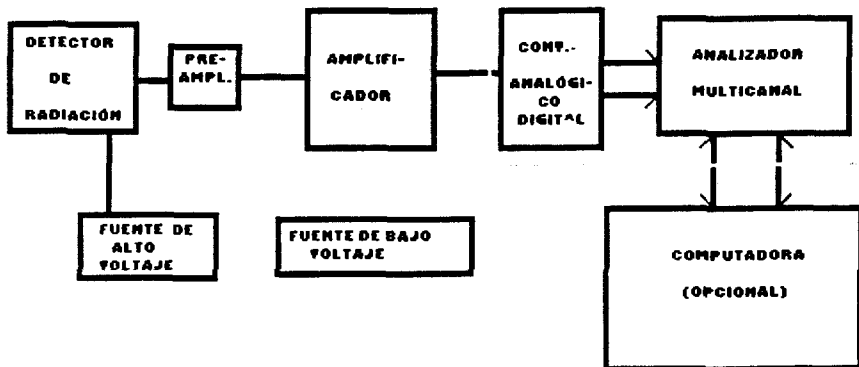 DETECTOR
DE
RADIACIÓN
PRE-
AMPL.
AMPLIFI-
CADOR
CONT.-
ANALÓGI-
CO
DIGITAL
ANALIZADOR
MULTICANAL
FUENTE DE
ALTO
VOLTAJE
FUENTE DE BAJO
VOLTAJE
COMPUTADORA
(OPCIONAL)